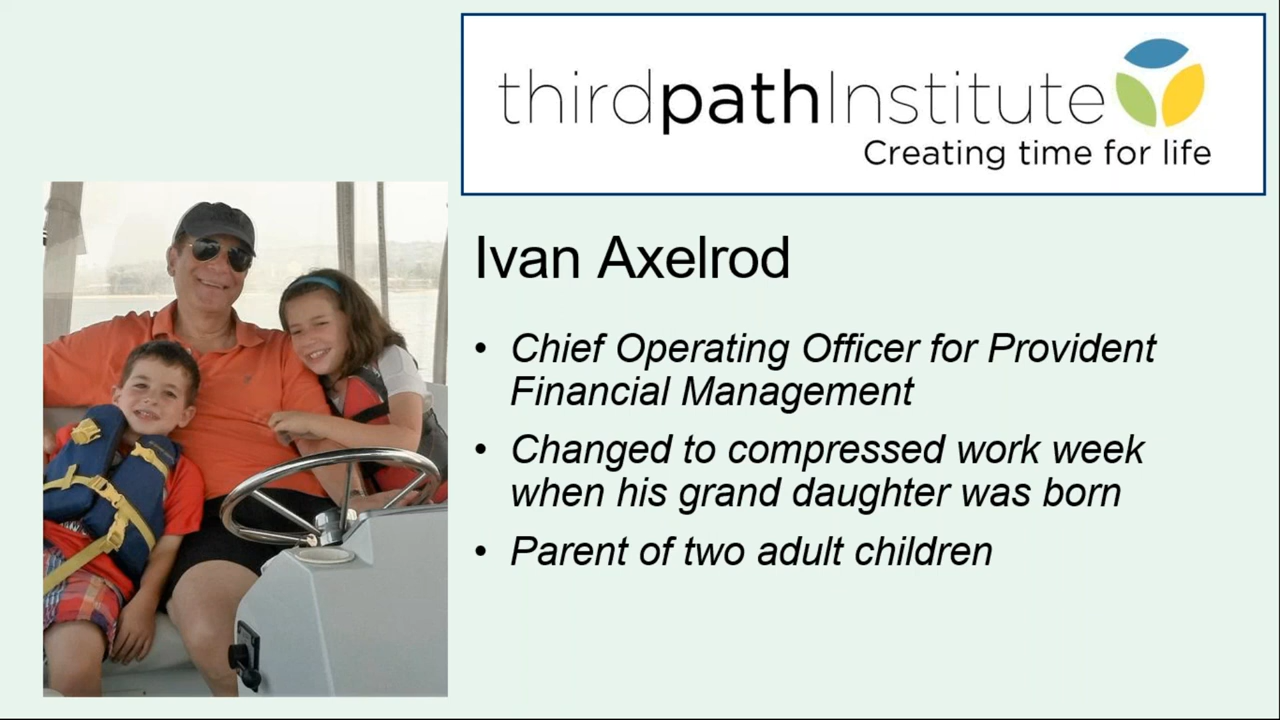 thirdpathInstitute
Creating time for life
Ivan Axelrod
• Chief Operating Officer for Provident
Financial Management
• Changed to compressed work week
when his grand daughter was born
• Parent of two adult children